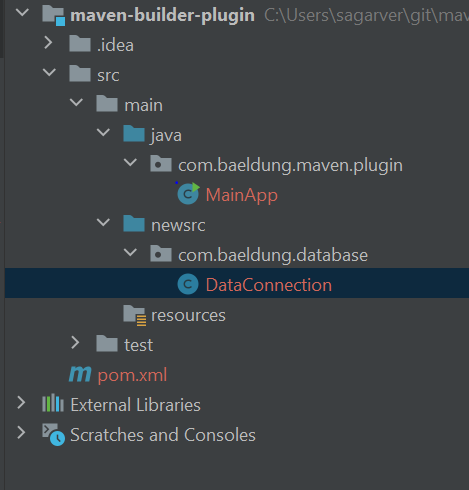 maven-builder-plugin C:\Users\sagarver\git\mav
.idea
src
main
java
com.baeldung.maven.plugin
MainApp
newsrc
com.baeldung.database
DataConnection
resources
test
pom.xml
External Libraries
Scratches and Consoles